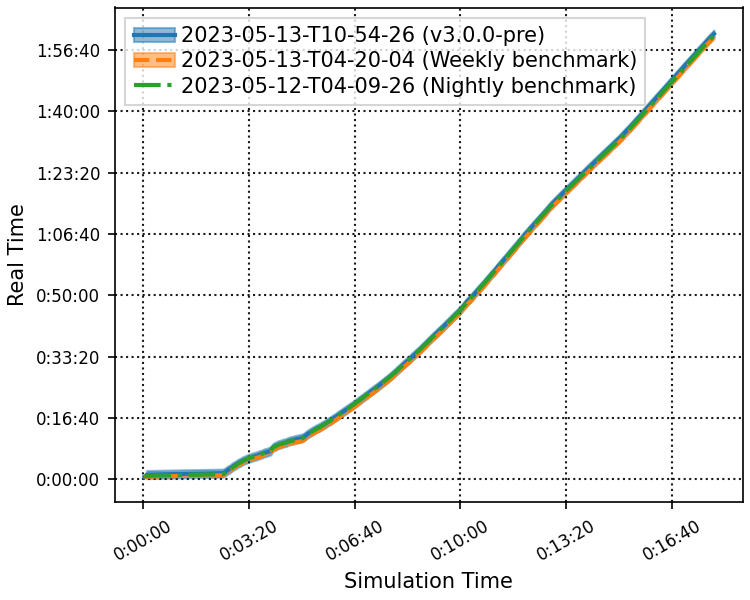 2023-05-13-T10-54-26 (v3.0.0-pre)
2023-05-13-T04-20-04 (Weekly benchmark)
2023-05-12-T04-09-26 (Nightly benchmark)
1:56:40
1:40:00
1:23:20
1:06:40
0:50:00
0:33:20
0:16:40
0:00:00
Real Time
0:00:00
0:03:20
0:06:40
0:10:00
0:13:20
0:16:40
Simulation Time